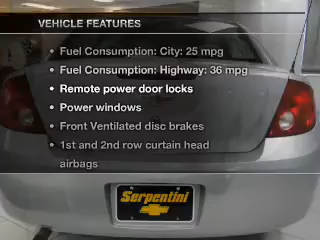 VEHICLE FEATURES
• Fuel Consumption: City: 25 mpg
• Fuel Consumption: Highway: 36 mpg
• Remote power door locks
• Power windows
• Front Ventilated disc brakes
• 1st and 2nd row curtain head
airbags
Serpentini